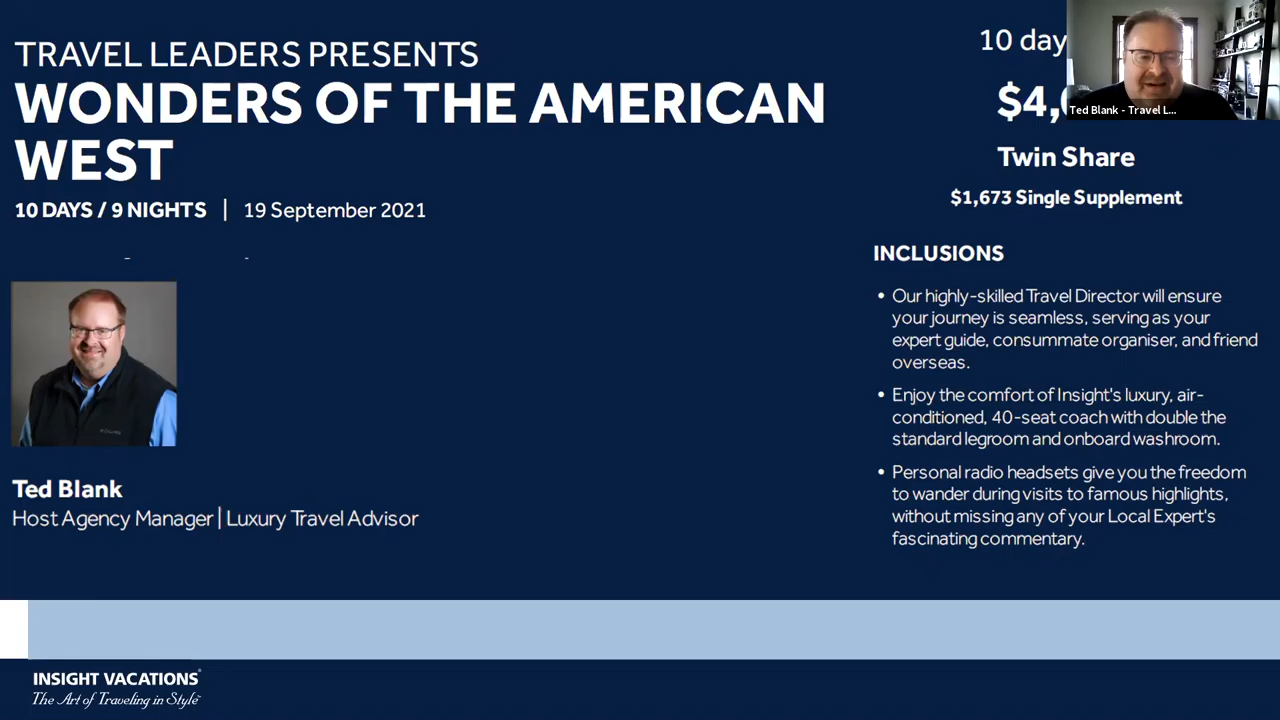 TRAVEL LEADERS PRESENTS
WONDERS OF THE AMERICAN
WEST
10 DAYS / 9 NIGHTS | 19 September 2021
Ted Blank
Host Agency Manager | Luxury Travel Advisor
10 day
$4,
Ted Blank - Travel L...
Twin Share
$1,673 Single Supplement
INCLUSIONS
• Our highly-skilled Travel Director will ensure
your journey is seamless, serving as your
expert guide, consummate organiser, and friend
overseas.
• Enjoy the comfort of Insight's luxury, air-
conditioned, 40-seat coach with double the
standard legroom and onboard washroom.
• Personal radio headsets give you the freedom
to wander during visits to famous highlights,
without missing any of your Local Expert's
fascinating commentary.
INSIGHT VACATIONS®
The Art of Traveling in Style™